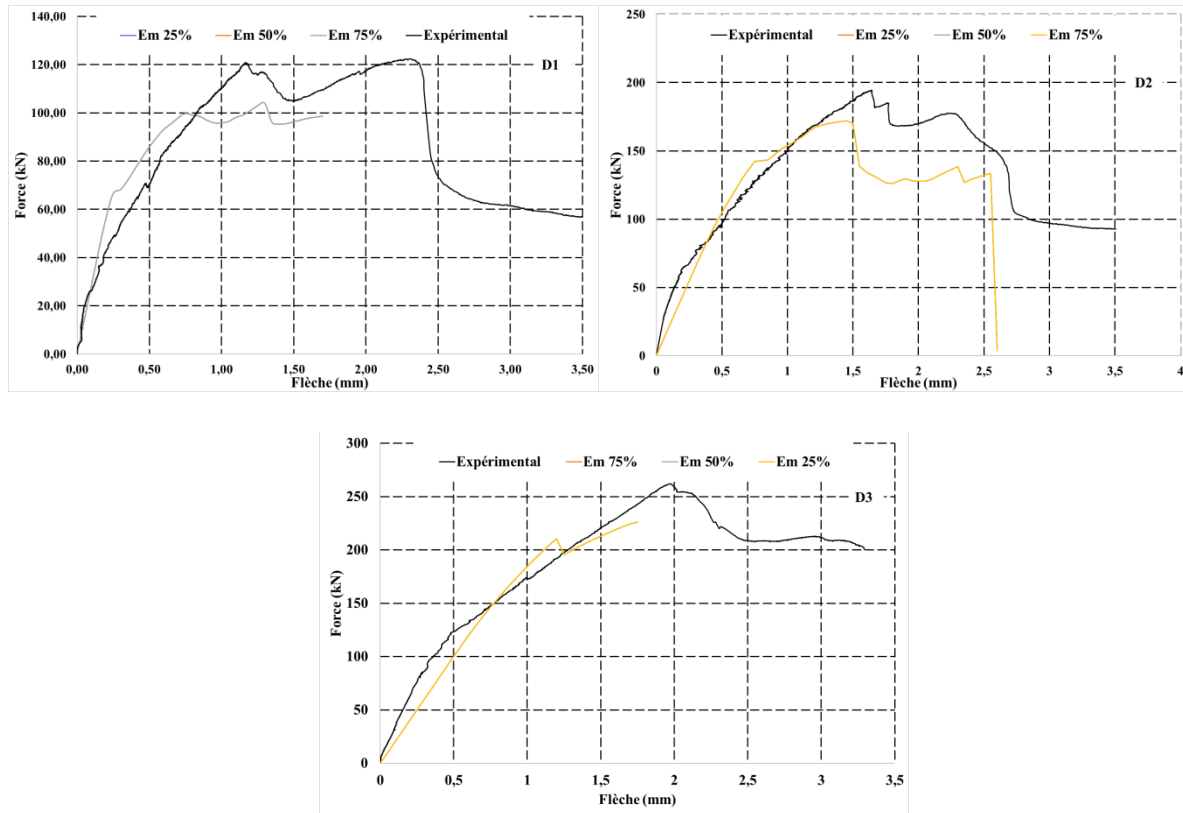 140,00
120,00
100,00
80,00
60,00
40,00
20,00
0,00
Force (kN)
Em 25% Em 50% Em 75% Expérimental
D1
0,00 0,50 1,00 1,50 2,00 2,50 3,00 3,50
Flèche (mm)
250
200
150
100
50
0
Force (kN)
Expérimental Em 25% Em 50% Em 75%
D2
0 0,5 1 1,5 2 2,5 3 3,5 4
Flèche (mm)
300
250
200
150
100
50
0
Force (kN)
Expérimental Em 75% Em 50% Em 25%
D3
0 0,5 1 1,5 2 2,5 3 3,5
Flèche (mm)